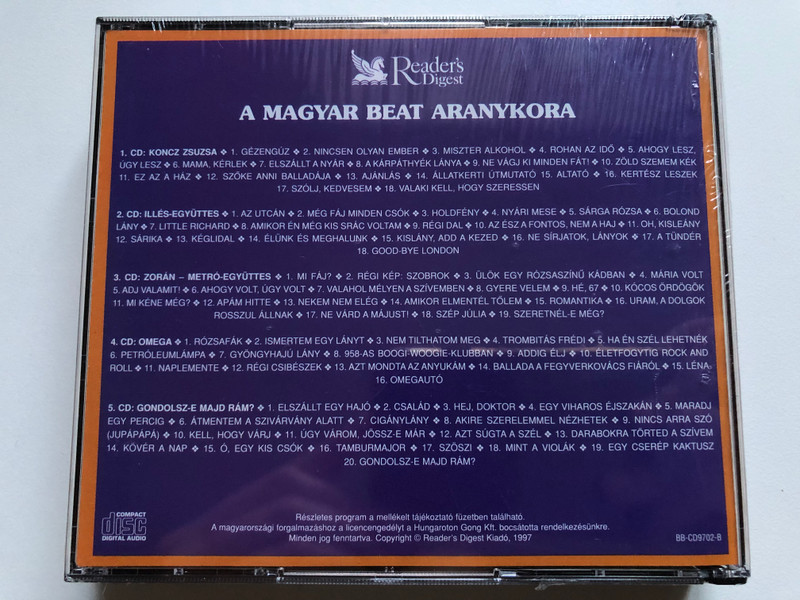 Reader's
Digest
A MAGYAR BEAT ARANYKORA
1. CD: KONCZ ZSUZSA ❖ 1. GÉZENGÚZ ❖ 2. NINCSEN OLYAN EMBER ❖ 3. MISZTER ALKOHOL ❖ 4. ROHAN AZ IDŐ ❖ 5. AHOGY LESZ,
ÚGY LESZ ❖ 6. MAMA, KÉRLEK ❖ 7. ELSZÁLLT A NYÁR ❖ 8. A KÁRPÁTHYÉK LÁNYA ❖ 9. NE VÁGJ KI MINDEN FÁT! ❖ 10. ZÖLD SZEMEM KÉK
11. EZ AZ A HÁZ ❖ 12. SZŐKE ANNI BALLADÁJA ❖ 13. AJÁNLÁS ❖ 14. ÁLLATKERTI ÚTMUTATÓ 15. ALTATÓ ❖ 16. KERTÉSZ LESZEK
17. SZÓLJ, KEDVESEM ❖ 18. VALAKI KELL, HOGY SZERESSEN
2. CD: ILLÉS-EGYÜTTES ❖ 1. AZ UTCÁN ❖ 2. MÉG FÁJ MINDEN CSÓK ❖ 3. HOLDFÉNY ❖ 4. NYÁRI MESE ❖ 5. SÁRGA RÓZSA ❖ 6. BOLOND
LÁNY ❖ 7. LITTLE RICHARD ❖ 8. AMIKOR ÉN MÉG KIS SRÁC VOLTAM ❖ 9. RÉGI DAL ❖ 10. AZ ÉSZ A FONTOS, NEM A HAJ ❖ 11. OH, KISLEÁNY
12. SÁRIKA ❖ 13. KÉGLIDAL ❖ 14. ÉLÜNK ÉS MEGHALUNK ❖ 15. KISLÁNY, ADD A KEZED ❖ 16. NE SÍRJATOK, LÁNYOK ❖ 17. A TÜNDÉR
18. GOOD-BYE LONDON
3. CD: ZORÁN – METRÓ-EGYÜTTES ❖ 1. MI FÁJ? ❖ 2. RÉGI KÉP: SZOBROK ❖ 3. ÜLÖK EGY RÓZSASZÍNŰ KÁDBAN ❖ 4. MÁRIA VOLT
5. ADJ VALAMIT! ❖ 6. AHOGY VOLT, ÚGY VOLT ❖ 7. VALAHOL MÉLYEN A SZÍVEMBEN ❖ 8. GYERE VELEM ❖ 9. HÉ, 67 ❖ 10. KÓCOS ÖRDÖGÖK
11. MI KÉNE MÉG? ❖ 12. APÁM HITTE ❖ 13. NEKEM NEM ELÉG ❖ 14. AMIKOR ELMENTÉL TŐLEM ❖ 15. ROMANTIKA ❖ 16. URAM, A DOLGOK
ROSSZUL ÁLLNAK ❖ 17. NE VÁRD A MÁJUST! ❖ 18. SZÉP JÚLIA ❖ 19. SZERETNÉL-E MÉG?
4. CD: OMEGA ❖ 1. RÓZSAFÁK ❖ 2. ISMERTEM EGY LÁNYT ❖ 3. NEM TILTHATOM MEG ❖ 4. TROMBITÁS FRÉDI ❖ 5. HA ÉN SZÉL LEHETNÉK
6. PETRÓLEUMLÁMPA ❖ 7. GYÖNGYHAJÚ LÁNY ❖ 8. 958-AS BOOGI-WOOGIE-KLUBBAN ❖ 9. ADDIG ÉLJ ❖ 10. ÉLETFOGYTIG ROCK AND
ROLL ❖ 11. NAPLEMENTE ❖ 12. RÉGI CSIBÉSZEK ❖ 13. AZT MONDTA AZ ANYUKÁM ❖ 14. BALLADA A FEGYVERKOVÁCS FIÁRÓL ❖ 15. LÉNA
16. OMEGAUTÓ
5. CD: GONDOLSZ-E MAJD RÁM? ❖ 1. ELSZÁLLT EGY HAJÓ ❖ 2. CSALÁD ❖ 3. HEJ, DOKTOR ❖ 4. EGY VIHAROS ÉJSZAKÁN ❖ 5. MARADJ
EGY PERCIG ❖ 6. ÁTMENTEM A SZIVÁRVÁNY ALATT ❖ 7. CIGÁNYLÁNY ❖ 8. AKIRE SZERELEMMEL NÉZHETEK ❖ 9. NINCS ARRA SZÓ
(JUPÁPÁPÁ) ❖ 10. KELL, HOGY VÁRJ ❖ 11. ÚGY VÁROM, JÖSSZ-E MÁR ❖ 12. AZT SÚGTA A SZÉL ❖ 13. DARABOKRA TÖRTED A SZÍVEM
14. KÖVÉR A NAP ❖ 15. Ó, EGY KIS CSÓK ❖ 16. TAMBURMAJOR ❖ 17. SZÖSZI ❖ 18. MINT A VIOLÁK ❖ 19. EGY CSERÉP KAKTUSZ
20. GONDOLSZ-E MAJD RÁM?
COMPACT
disc
DIGITAL AUDIO
Részletes program a mellékelt tájékoztató füzetben található.
A magyarországi forgalmazáshoz a licencengedélyt a Hungaroton Gong Kft. bocsátotta rendelkezésünkre.
Minden jog fenntartva. Copyright © Reader's Digest Kiadó, 1997
BB-CD9702-B